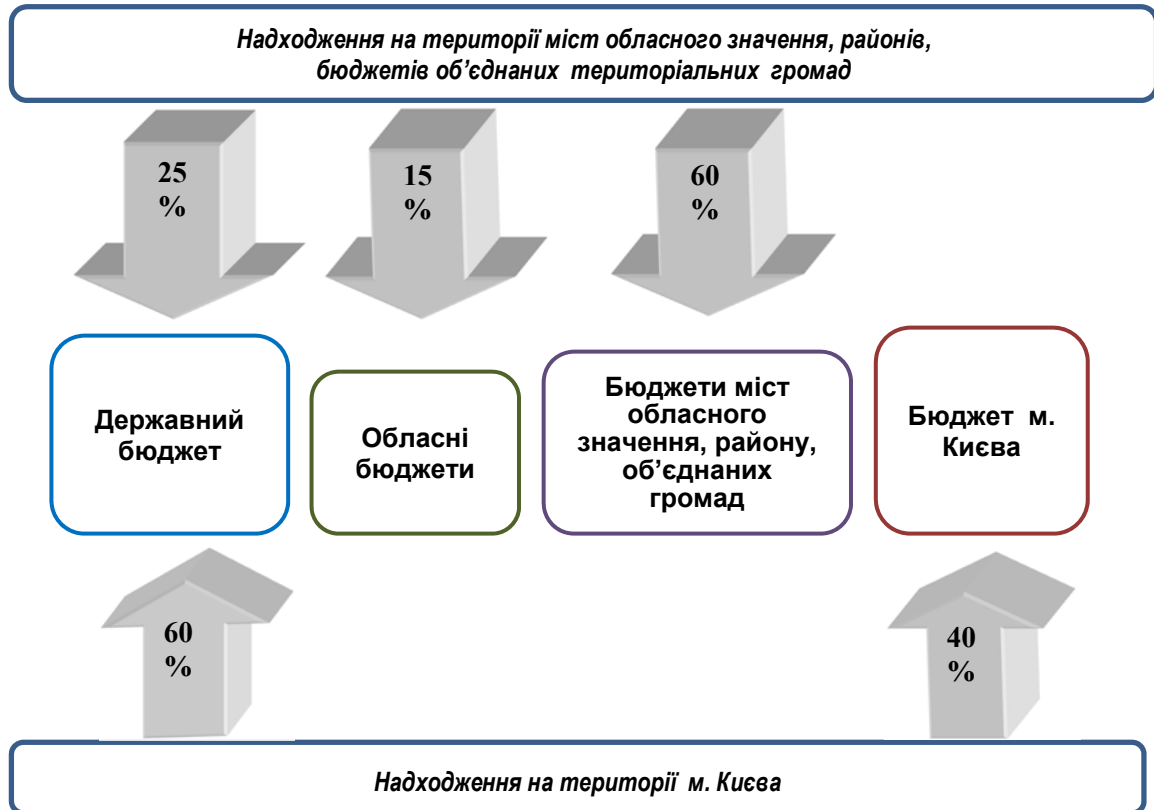 Надходження на території міст обласного значення, районів,
бюджетів об’єднаних територіальних громад
25
%
15
%
60
%
Державний
бюджет
Обласні
бюджети
Бюджети міст
обласного
значення, району,
об’єднаних
громад
Бюджет м.
Києва
60
%
40
%
Надходження на території м. Києва